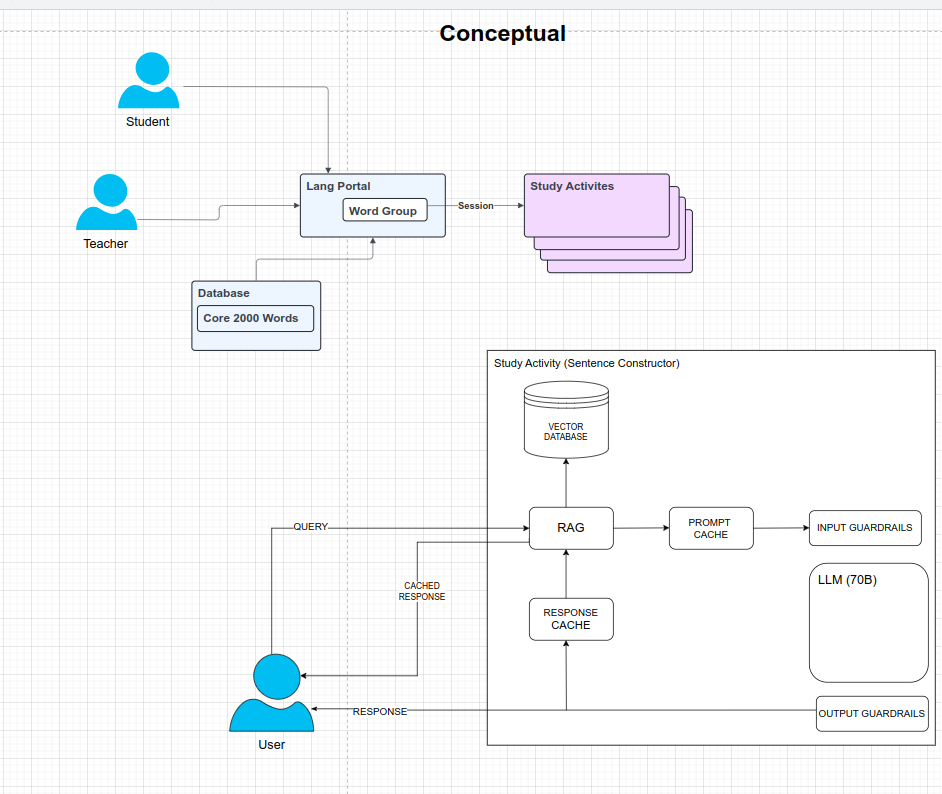 Conceptual
Student
Teacher
Lang Portal
Word Group
Session
Study Activites
Database
Core 2000 Words
Study Activity (Sentence Constructor)
VECTOR
DATABASE
QUERY
RAG
PROMPT
CACHE
INPUT GUARDRAILS
CACHED
RESPONSE
RESPONSE
CACHE
LLM (70B)
RESPONSE
OUTPUT GUARDRAILS
User